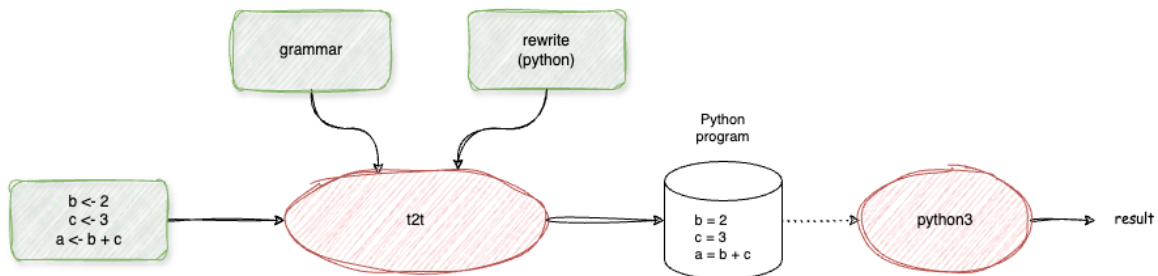 grammar
rewrite
(python)
Python
program
b <- 2
c <- 3
a <- b + c
t2t
b = 2
c = 3
a = b + c
python3
result